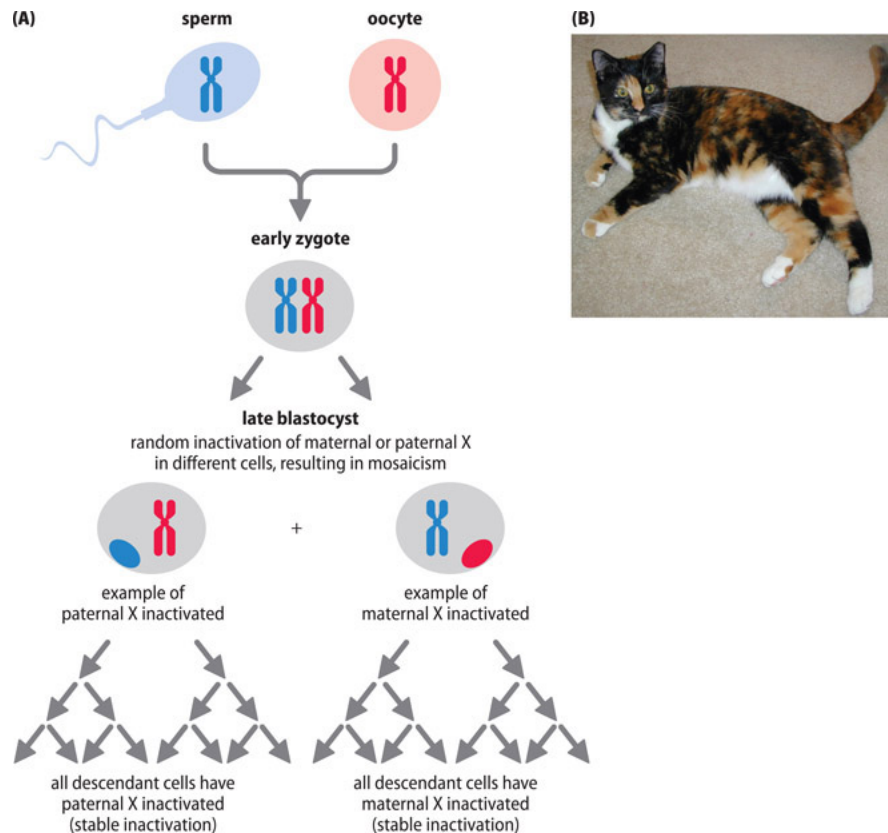 (A)
sperm
oocyte
(B)
early zygote
late blastocyst
random inactivation of maternal or paternal X
in different cells, resulting in mosaicism
+
example of
paternal X inactivated
example of
maternal X inactivated
all descendant cells have
paternal X inactivated
(stable inactivation)
all descendant cells have
maternal X inactivated
(stable inactivation)